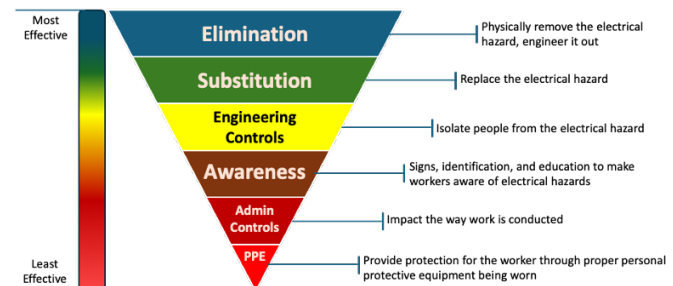 Most
Effective
Elimination
Physically remove the electrical
hazard, engineer it out
Substitution
Replace the electrical hazard
Engineering
Controls
Isolate people from the electrical hazard
Awareness
Signs, identification, and education to make
workers aware of electrical hazards
Admin
Controls
Impact the way work is conducted
PPE
Provide protection for the worker through proper personal
protective equipment being worn
Least
Effective